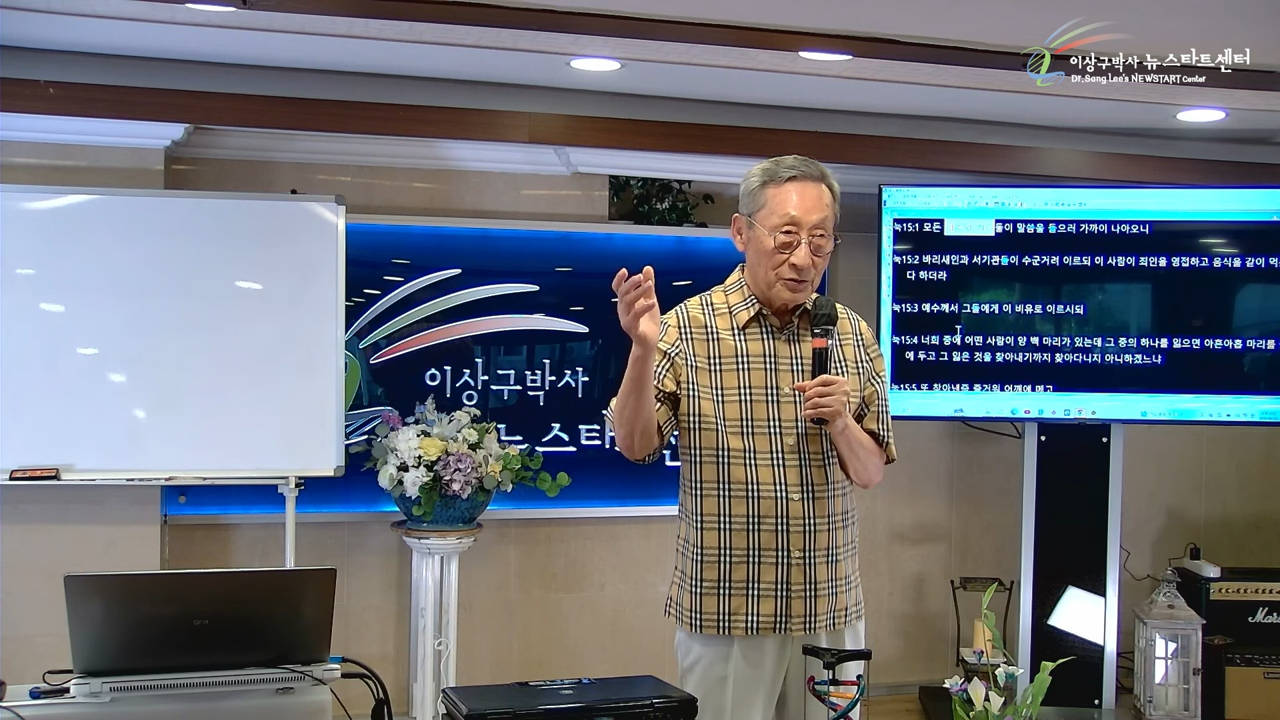 이상구박사 뉴스타트센터
Dr. Sang Lee's NEWSTART Center
눅15:1 모든 들이 말씀을 들으러 가까이 나아오니
눅15:2 바리새인과 서기관들이 수군거려 이르되 이 사람이 죄인을 영접하고 음식을 같이 먹
다 하더라
눅15:3 예수께서 그들에게 이 비유로 이르시되
눅15:4 너희 중에 어떤 사람이 양 백 마리가 있는데 그 중의 하나를 잃으면 아흔아홉 마리를
에 두고 그 잃은 것을 찾아내기까지 찾아다니지 아니하겠느냐
눅15:5 또 찾아낸즉 즐거워 어깨에 메고
이상구박사
뉴스타
gram
Mars